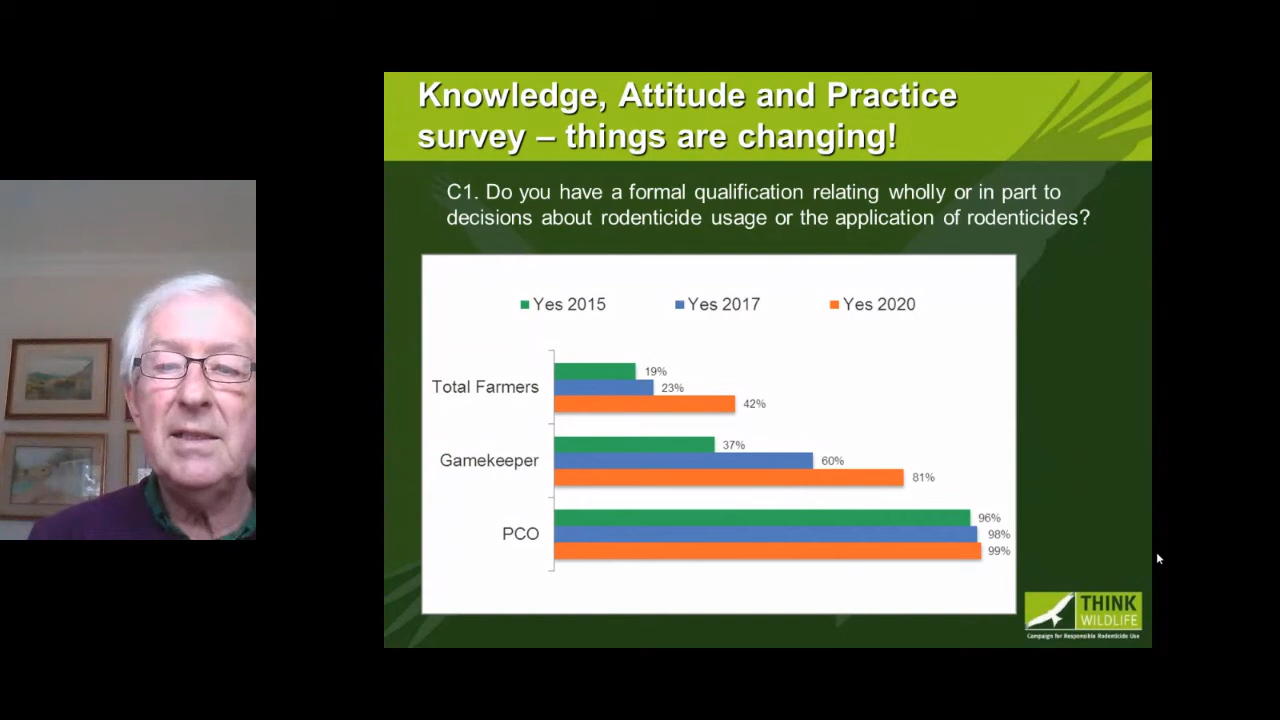 Knowledge, Attitude and Practice
survey – things are changing!
C1. Do you have a formal qualification relating wholly or in part to
decisions about rodenticide usage or the application of rodenticides?
Yes 2015 Yes 2017 Yes 2020
19%
Total Farmers 23%
42%
37%
Gamekeeper 60%
81%
96%
PCO 98%
99%
THINK
WILDLIFE
Campaign for Responsible Rodenticide Use